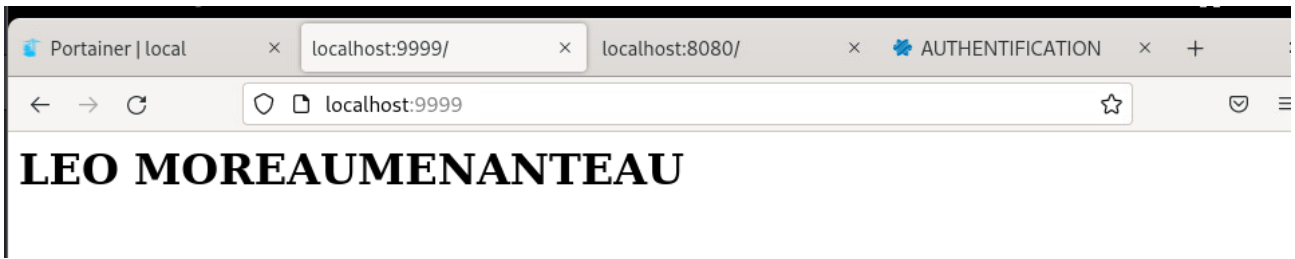 Portainer | local
localhost:9999/
localhost:8080/
AUTHENTIFICATION
localhost:9999
LEO MOREAUMENANTEAU